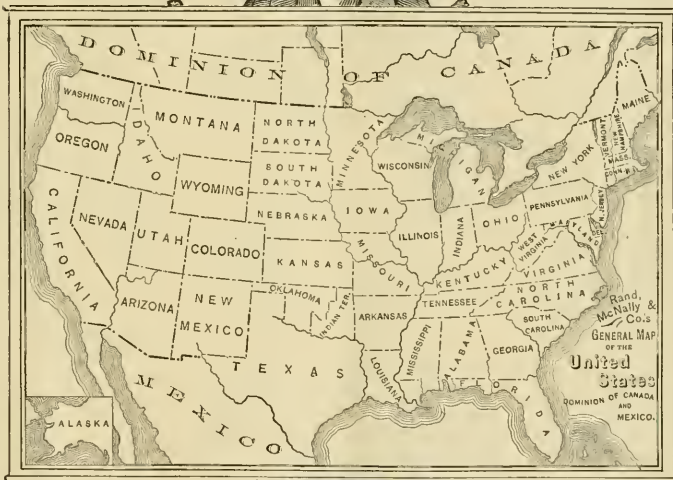 DOMINION OF CANADA
WASHINGTON
MONTANA
NORTH
DAKOTA
MINNESOTA
MICHIGAN
MAINE
VERMONT
NEW
HAMPSHIRE
OREGON
IDAHO
SOUTH
DAKOTA
WISCONSIN
NEW YORK
MASS.
CONN.
R.I.
WYOMING
NEBRASKA
IOWA
PENNSYLVANIA
N. JERSEY
CALIFORNIA
NEVADA
UTAH
COLORADO
KANSAS
MISSOURI
ILLINOIS
INDIANA
OHIO
WEST
VIRGINIA
MARYLAND
DEL.
KENTUCKY
VIRGINIA
ARIZONA
NEW
MEXICO
OKLAHOMA
INDIAN TER.
ARKANSAS
TENNESSEE
NORTH
CAROLINA
SOUTH
CAROLINA
MISSISSIPPI
ALABAMA
GEORGIA
TEXAS
LOUISIANA
FLORIDA
MEXICO
ALASKA
Rand,
McNally &
Co.'s
GENERAL MAP
OF THE
United
States
DOMINION OF CANADA
AND
MEXICO.